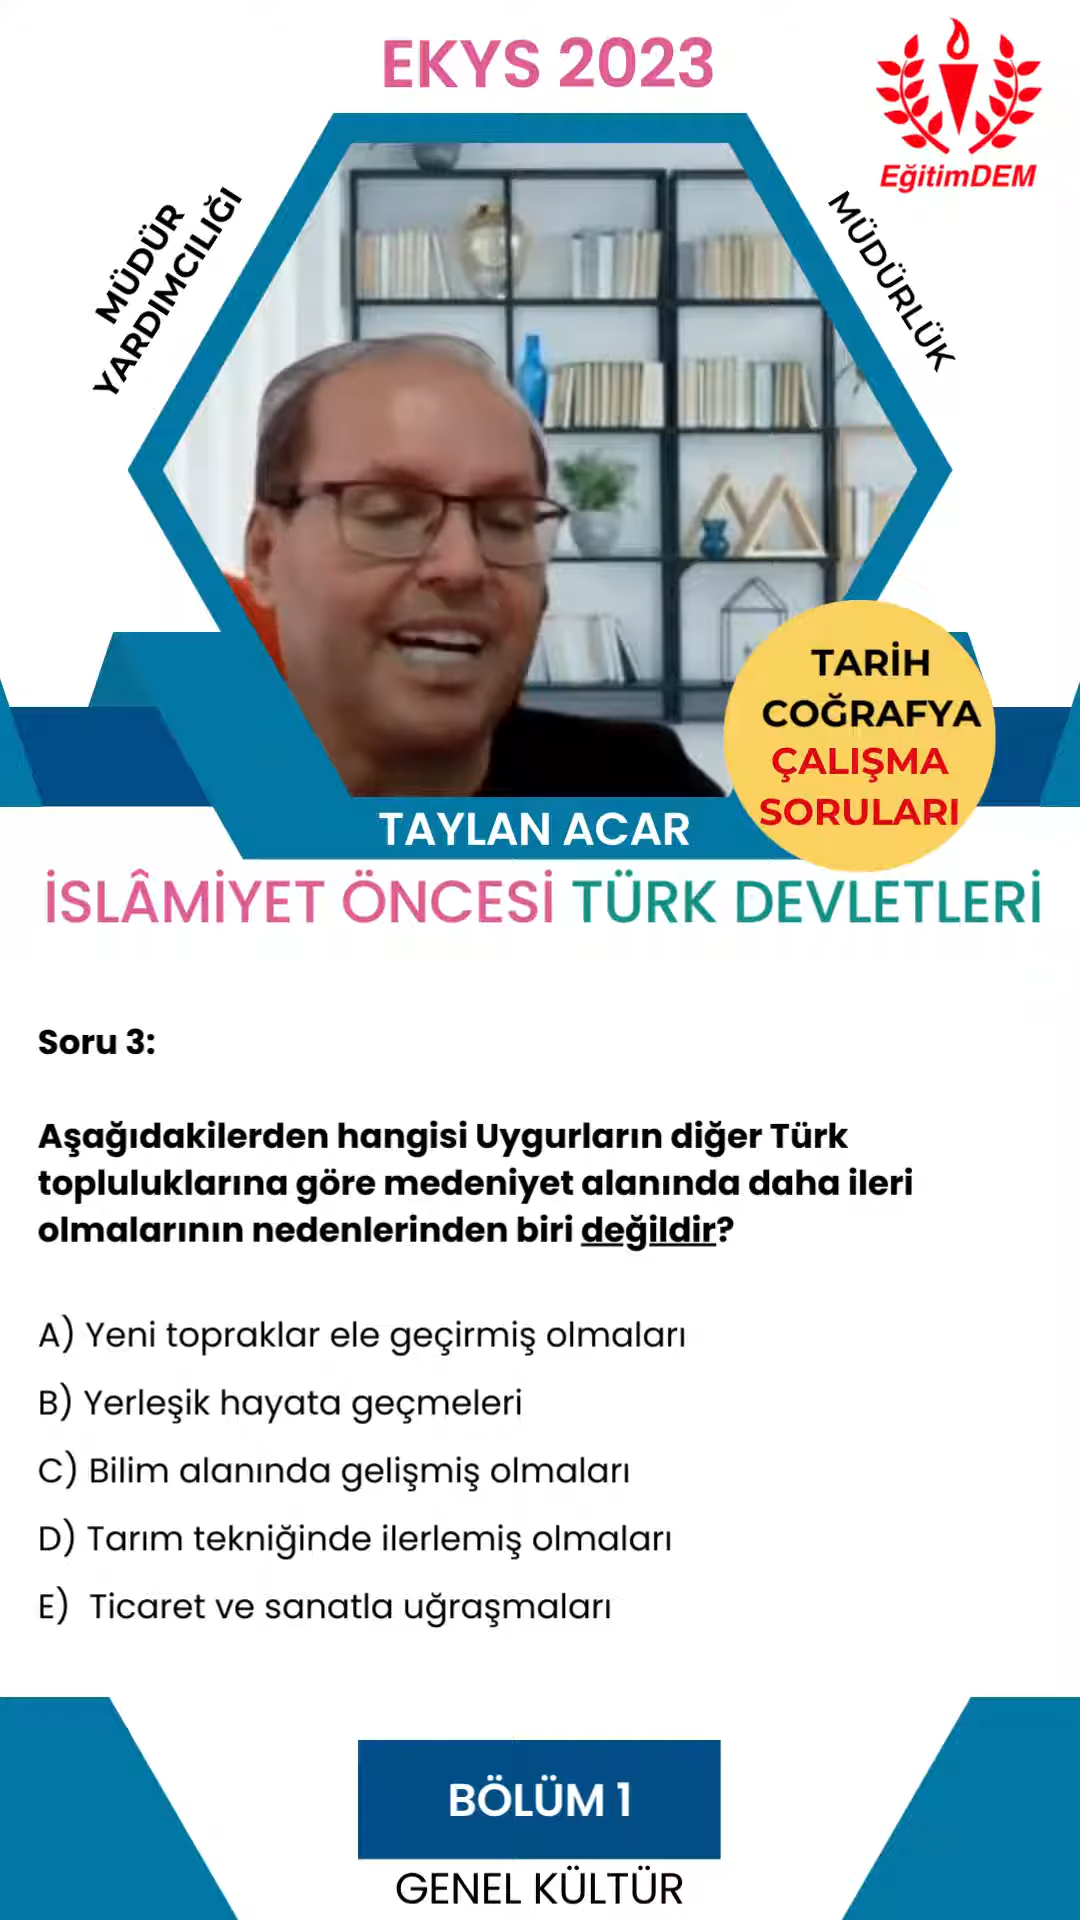 EKYS 2023
EğitimDEM
MÜDÜR
YARDIMCILIĞI
MÜDÜRLÜK
TARİH
COĞRAFYA
ÇALIŞMA
SORULARI
TAYLAN ACAR
İSLÂMİYET ÖNCESİ TÜRK DEVLETLERİ
Soru 3:
Aşağıdakilerden hangisi Uygurların diğer Türk
topluluklarına göre medeniyet alanında daha ileri
olmalarının nedenlerinden biri değildir?
A) Yeni topraklar ele geçirmiş olmaları
B) Yerleşik hayata geçmeleri
C) Bilim alanında gelişmiş olmaları
D) Tarım tekniğinde ilerlemiş olmaları
E) Ticaret ve sanatla uğraşmaları
BÖLÜM 1
GENEL KÜLTÜR